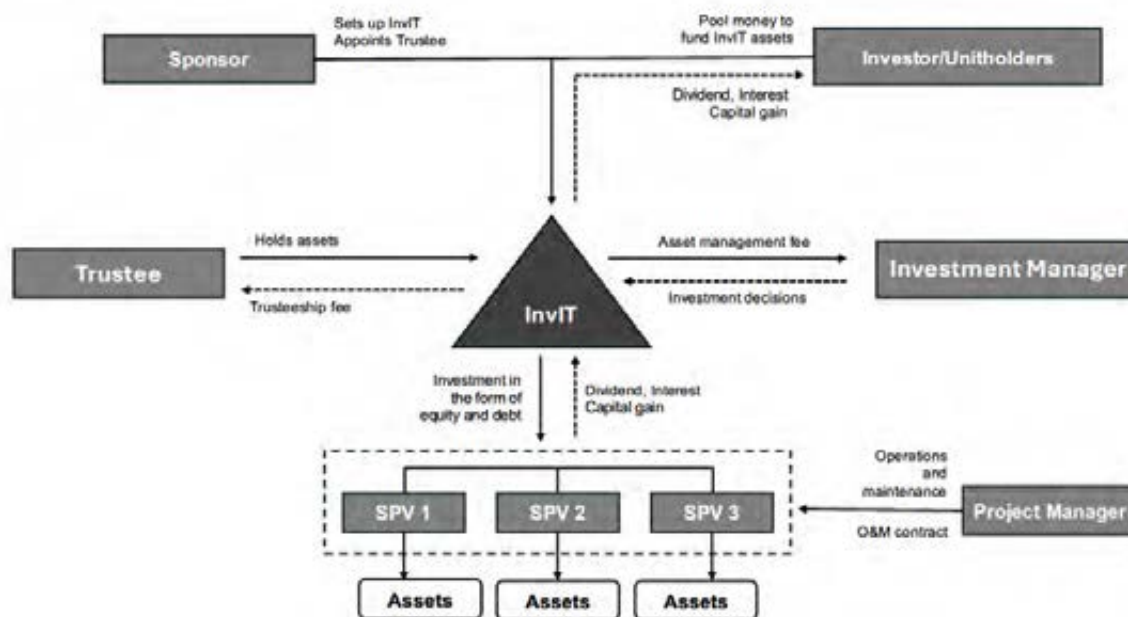 Sets up InvIT
Appoints Trustee
Pool money to
fund InvIT assets
Sponsor
Investor/Unitholders
Dividend, Interest
Capital gain
Holds assets
Asset management fee
Trustee
Investment Manager
Trusteeship fee
Investment decisions
InvIT
Investment in
the form of
equity and debt
Dividend, Interest
Capital gain
Operations
and
maintenance
SPV 1
SPV 2
SPV 3
Project Manager
O&M contract
Assets
Assets
Assets